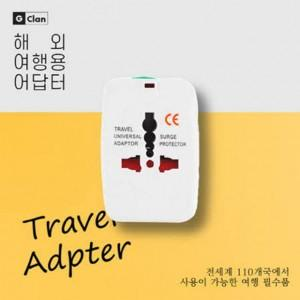 G Clan
해 외
여행용
어답터
TRAVEL
UNIVERSAL
ADAPTOR
SURGE
PROTECTOR
CE
Travel
Adpter
전세계 110개국에서
사용이 가능한 여행 필수품